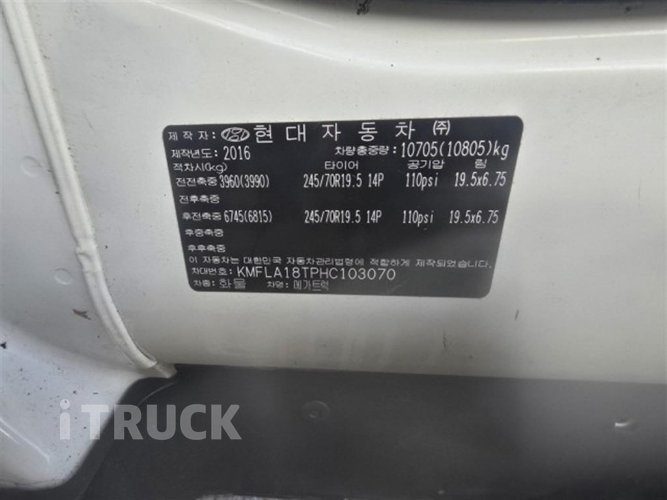 제 작 자: 현 대 자 동 차 ㈜
제작년도: 2016 차량총중량: 10705(10805)kg
적차시(kg) 타이어 공기압 림
전전축중 3960(3990) 245/70R19.5 14P 110psi 19.5x6.75
전후축중
후전축중 6745(6815) 245/70R19.5 14P 110psi 19.5x6.75
후중축중
후후축중
이 자동차는 대한민국 자동차관리법령에 적합하게 제작되었습니다
차대번호: KMFLA18TPHC103070
차종: 화 물 차명: 메가트럭
iTRUCK